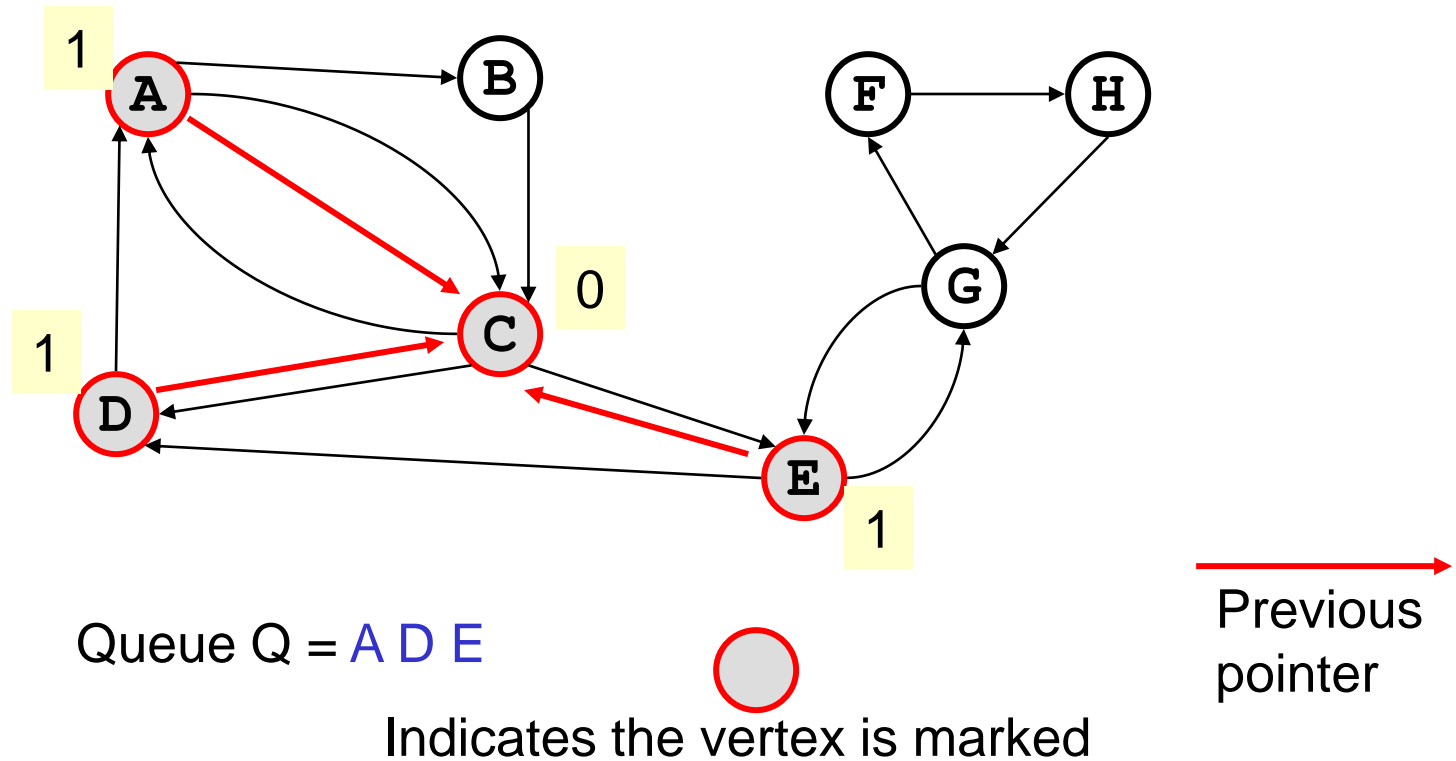 1
A
B
F
H
0
G
1
C
D
E
1
Previous
pointer
Queue Q = A D E
Indicates the vertex is marked